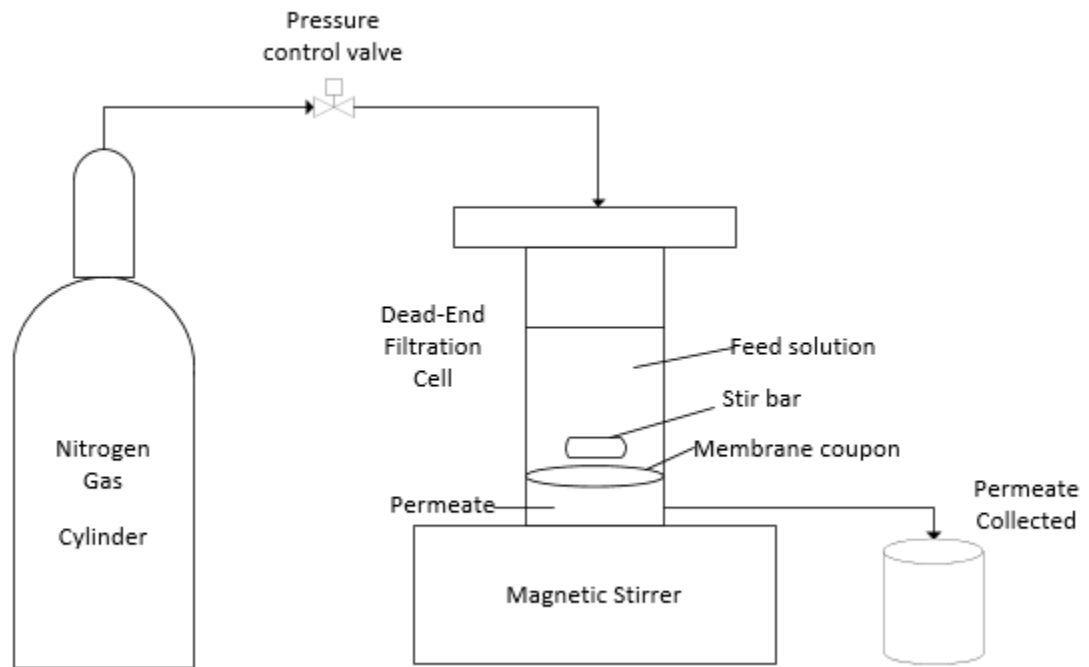 Pressure
control valve
Dead-End
Filtration
Cell
Feed solution
Stir bar
Nitrogen
Gas
Cylinder
Membrane coupon
Permeate
Permeate
Collected
Magnetic Stirrer